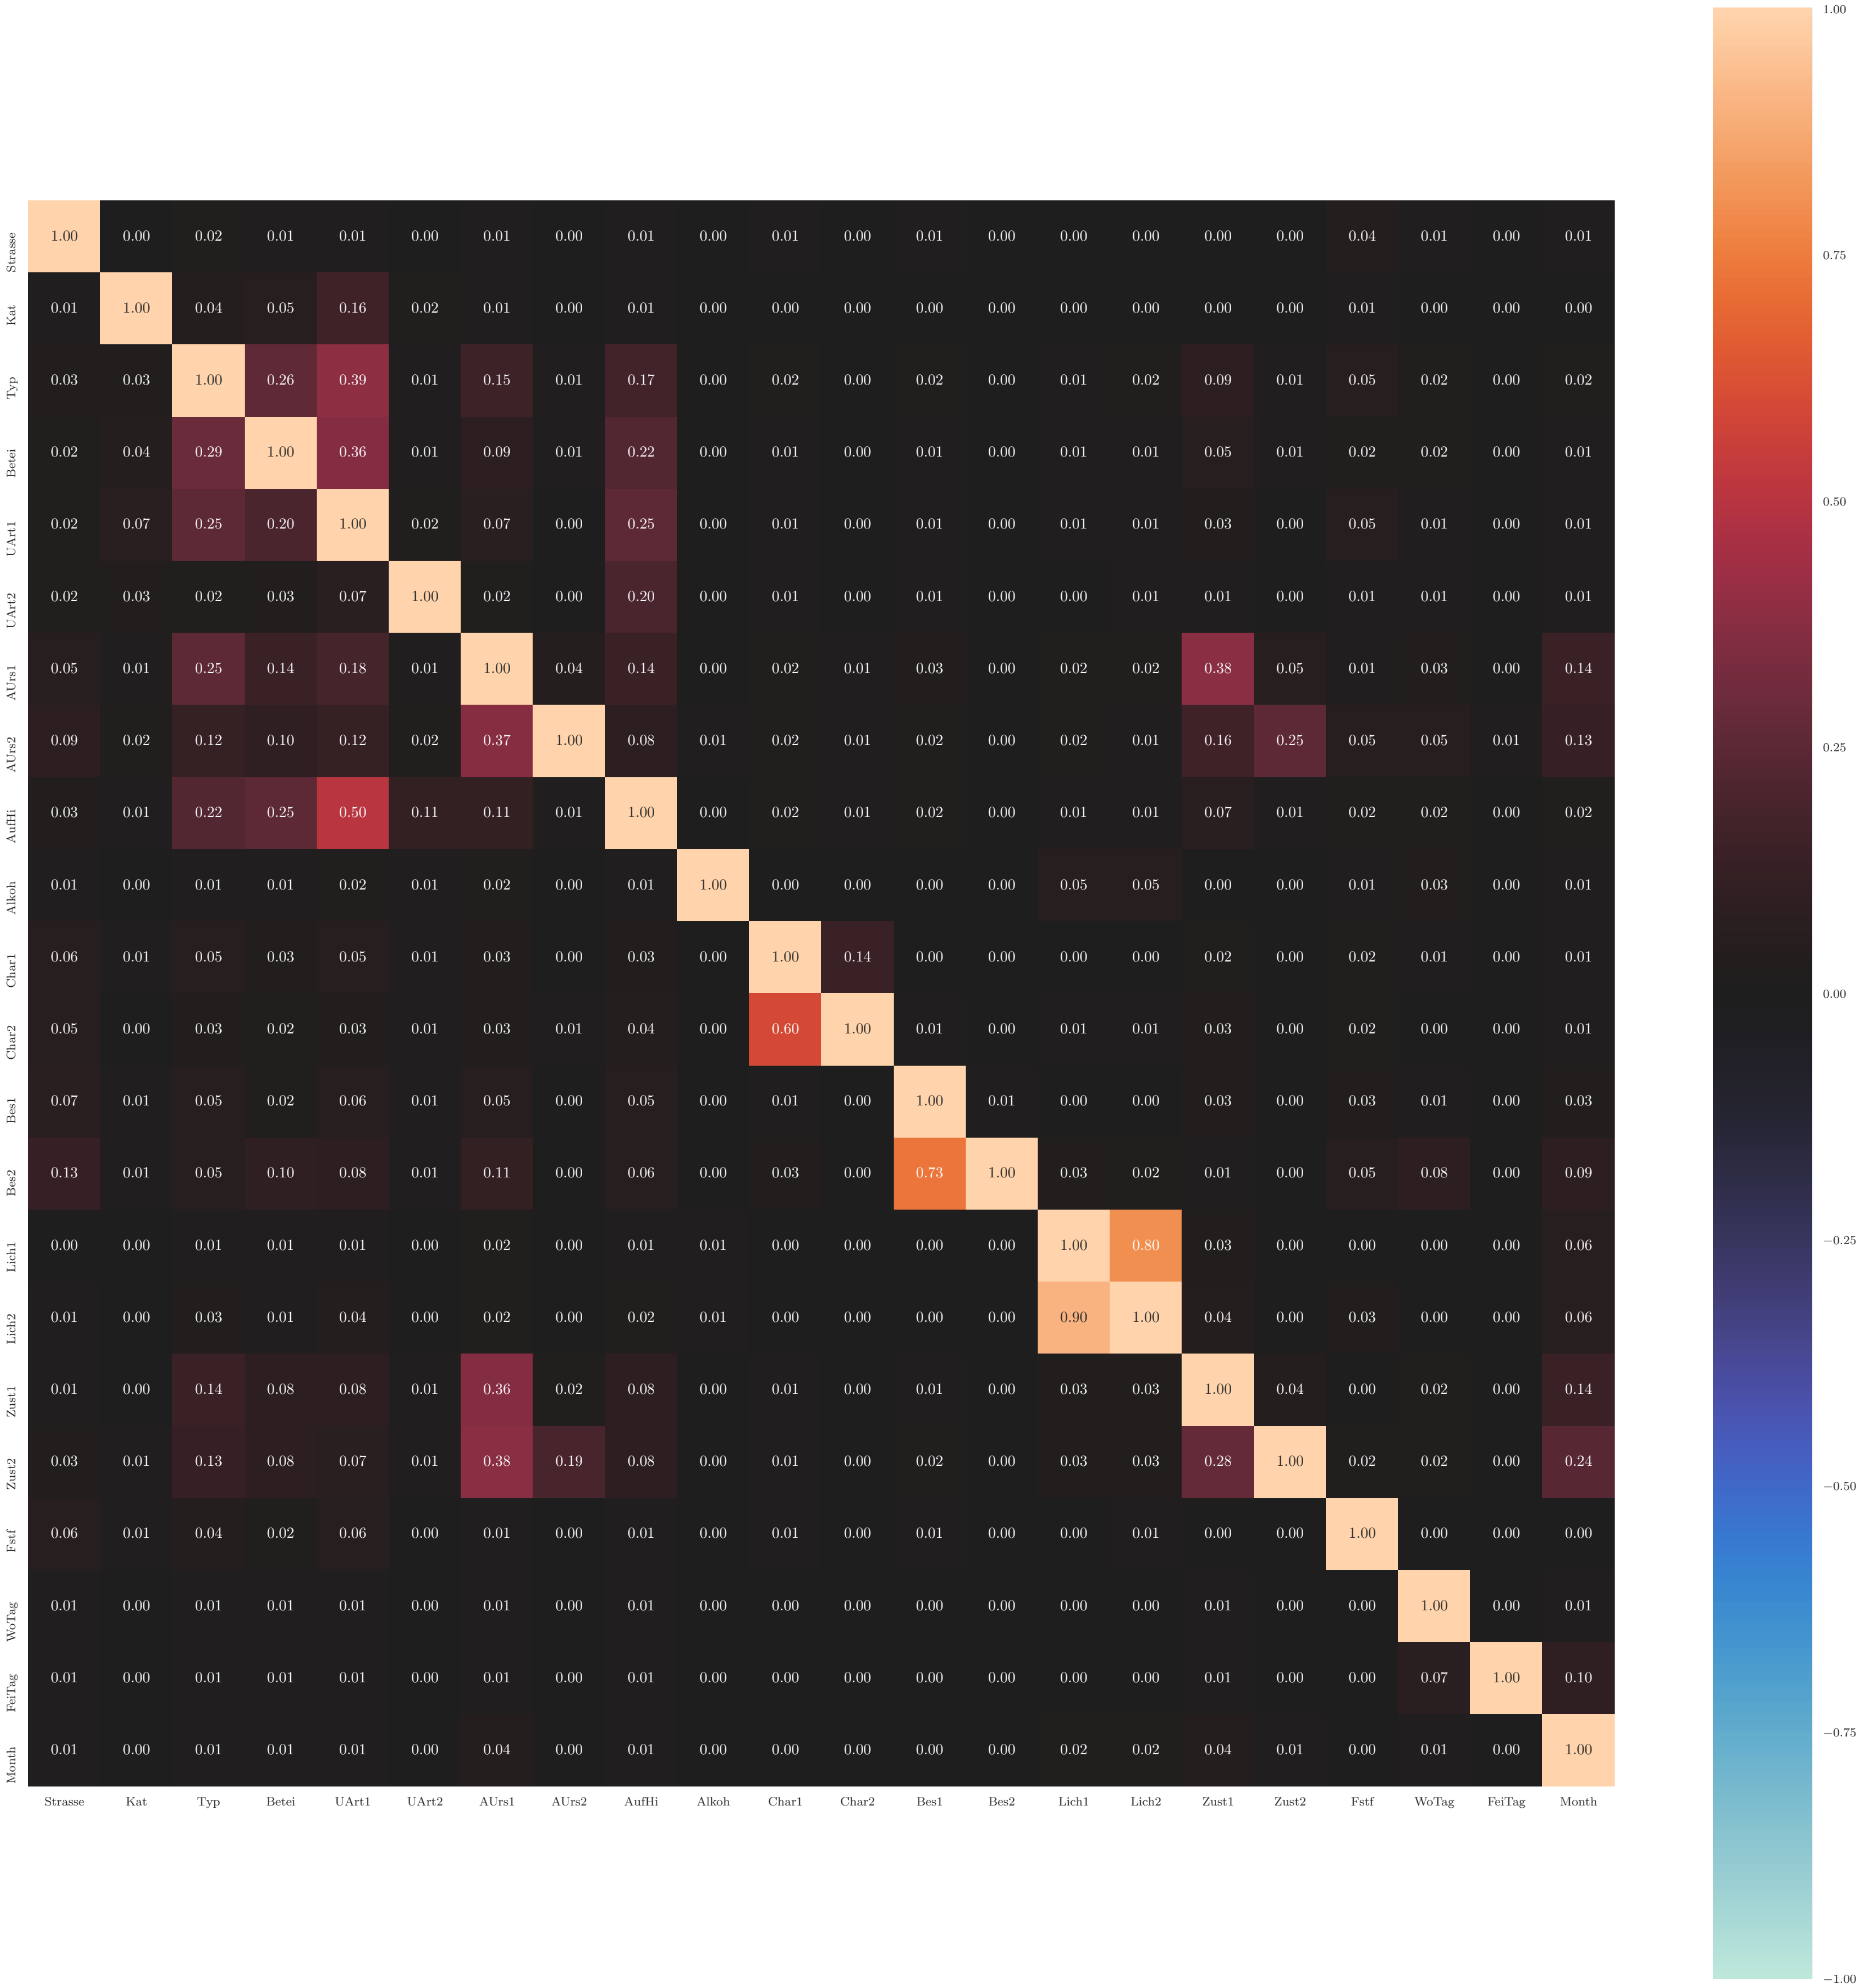 Strasse 1.00 0.00 0.02 0.01 0.01 0.00 0.01 0.00 0.01 0.00 0.01 0.00 0.01 0.00 0.00 0.00 0.00 0.00 0.04 0.01 0.00 0.01
Kat 0.01 1.00 0.04 0.05 0.16 0.02 0.01 0.00 0.01 0.00 0.00 0.00 0.00 0.00 0.00 0.00 0.00 0.00 0.01 0.00 0.00 0.00
Typ 0.03 0.03 1.00 0.26 0.39 0.01 0.15 0.01 0.17 0.00 0.02 0.00 0.02 0.00 0.01 0.02 0.09 0.01 0.05 0.02 0.00 0.02
Betei 0.02 0.04 0.29 1.00 0.36 0.01 0.09 0.01 0.22 0.00 0.01 0.00 0.01 0.00 0.01 0.01 0.05 0.01 0.02 0.02 0.00 0.01
UArt1 0.02 0.07 0.25 0.20 1.00 0.02 0.07 0.00 0.25 0.00 0.01 0.00 0.01 0.00 0.01 0.01 0.03 0.00 0.05 0.01 0.00 0.01
UArt2 0.02 0.03 0.02 0.03 0.07 1.00 0.02 0.00 0.20 0.00 0.01 0.00 0.01 0.00 0.00 0.01 0.01 0.00 0.01 0.01 0.00 0.01
AUrs1 0.05 0.01 0.25 0.14 0.18 0.01 1.00 0.04 0.14 0.00 0.02 0.01 0.03 0.00 0.02 0.02 0.38 0.05 0.01 0.03 0.00 0.14
AUrs2 0.09 0.02 0.12 0.10 0.12 0.02 0.37 1.00 0.08 0.01 0.02 0.01 0.02 0.00 0.02 0.01 0.16 0.25 0.05 0.05 0.01 0.13
AufHi 0.03 0.01 0.22 0.25 0.50 0.11 0.11 0.01 1.00 0.00 0.02 0.01 0.02 0.00 0.01 0.01 0.07 0.01 0.02 0.02 0.00 0.02
Alkoh 0.01 0.00 0.01 0.01 0.02 0.01 0.02 0.00 0.01 1.00 0.00 0.00 0.00 0.00 0.05 0.05 0.00 0.00 0.01 0.03 0.00 0.01
Char1 0.06 0.01 0.05 0.03 0.05 0.01 0.03 0.00 0.03 0.00 1.00 0.14 0.00 0.00 0.00 0.00 0.02 0.00 0.02 0.01 0.00 0.01
Char2 0.05 0.00 0.03 0.02 0.03 0.01 0.03 0.01 0.04 0.00 0.60 1.00 0.01 0.00 0.01 0.01 0.03 0.00 0.02 0.00 0.00 0.01
Bes1 0.07 0.01 0.05 0.02 0.06 0.01 0.05 0.00 0.05 0.00 0.01 0.00 1.00 0.01 0.00 0.00 0.03 0.00 0.03 0.01 0.00 0.03
Bes2 0.13 0.01 0.05 0.10 0.08 0.01 0.11 0.00 0.06 0.00 0.03 0.00 0.73 1.00 0.03 0.02 0.01 0.00 0.05 0.08 0.00 0.09
Lich1 0.00 0.00 0.01 0.01 0.01 0.00 0.02 0.00 0.01 0.01 0.00 0.00 0.00 0.00 1.00 0.80 0.03 0.00 0.00 0.00 0.00 0.06
Lich2 0.01 0.00 0.03 0.01 0.04 0.00 0.02 0.00 0.02 0.01 0.00 0.00 0.00 0.00 0.90 1.00 0.04 0.00 0.03 0.00 0.00 0.06
Zust1 0.01 0.00 0.14 0.08 0.08 0.01 0.36 0.02 0.08 0.00 0.01 0.00 0.01 0.00 0.03 0.03 1.00 0.04 0.00 0.02 0.00 0.14
Zust2 0.03 0.01 0.13 0.08 0.07 0.01 0.38 0.19 0.08 0.00 0.01 0.00 0.02 0.00 0.03 0.03 0.28 1.00 0.02 0.02 0.00 0.24
Fstf 0.06 0.01 0.04 0.02 0.06 0.00 0.01 0.00 0.01 0.00 0.01 0.00 0.01 0.00 0.00 0.01 0.00 0.00 1.00 0.00 0.00 0.00
WoTag 0.01 0.00 0.01 0.01 0.01 0.00 0.01 0.00 0.01 0.00 0.00 0.00 0.00 0.00 0.00 0.00 0.01 0.00 0.00 1.00 0.00 0.01
FeiTag 0.01 0.00 0.01 0.01 0.01 0.00 0.01 0.00 0.01 0.00 0.00 0.00 0.00 0.00 0.00 0.00 0.01 0.00 0.00 0.07 1.00 0.10
Month 0.01 0.00 0.01 0.01 0.01 0.00 0.04 0.00 0.01 0.00 0.00 0.00 0.00 0.00 0.02 0.02 0.04 0.01 0.00 0.01 0.00 1.00
Strasse Kat Typ Betei UArt1 UArt2 AUrs1 AUrs2 AufHi Alkoh Char1 Char2 Bes1 Bes2 Lich1 Lich2 Zust1 Zust2 Fstf WoTag FeiTag Month
1.00
0.75
0.50
0.25
0.00
−0.25
−0.50
−0.75
−1.00